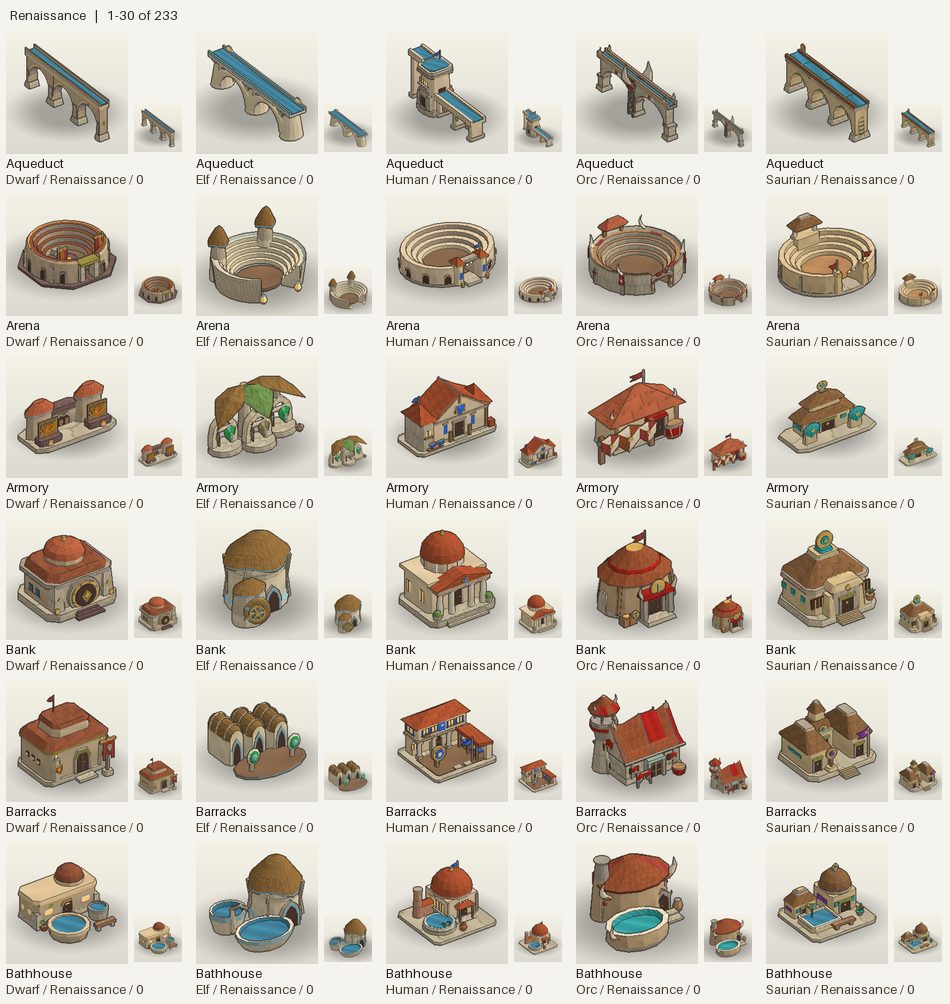 Renaissance | 1-30 of 233
Aqueduct
Dwarf / Renaissance / 0
Aqueduct
Elf / Renaissance / 0
Aqueduct
Human / Renaissance / 0
Aqueduct
Orc / Renaissance / 0
Aqueduct
Saurian / Renaissance / 0
Arena
Dwarf / Renaissance / 0
Arena
Elf / Renaissance / 0
Arena
Human / Renaissance / 0
Arena
Orc / Renaissance / 0
Arena
Saurian / Renaissance / 0
Armory
Dwarf / Renaissance / 0
Armory
Elf / Renaissance / 0
Armory
Human / Renaissance / 0
Armory
Orc / Renaissance / 0
Armory
Saurian / Renaissance / 0
Bank
Dwarf / Renaissance / 0
Bank
Elf / Renaissance / 0
Bank
Human / Renaissance / 0
Bank
Orc / Renaissance / 0
Bank
Saurian / Renaissance / 0
Barracks
Dwarf / Renaissance / 0
Barracks
Elf / Renaissance / 0
Barracks
Human / Renaissance / 0
Barracks
Orc / Renaissance / 0
Barracks
Saurian / Renaissance / 0
Bathhouse
Dwarf / Renaissance / 0
Bathhouse
Elf / Renaissance / 0
Bathhouse
Human / Renaissance / 0
Bathhouse
Orc / Renaissance / 0
Bathhouse
Saurian / Renaissance / 0